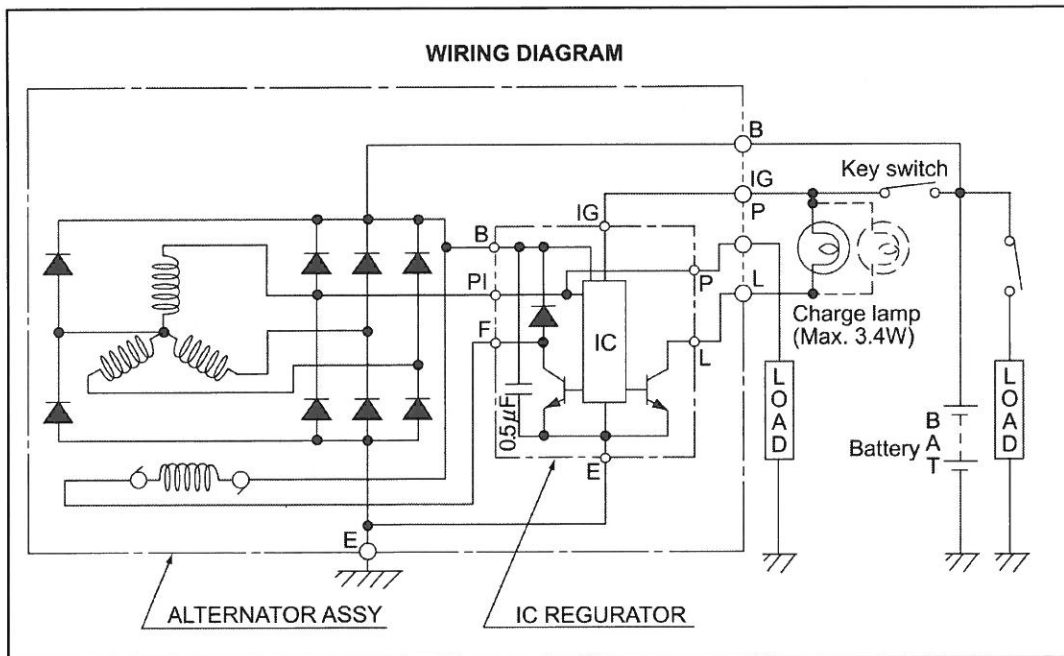 WIRING DIAGRAM
B
Key switch
IG
P
IG
B
PI
P
F
IC
L
L
Charge lamp
(Max. 3.4W)
0.5μF
LOAD
Battery
BAT
LOAD
E
E
ALTERNATOR ASSY
IC REGURATOR